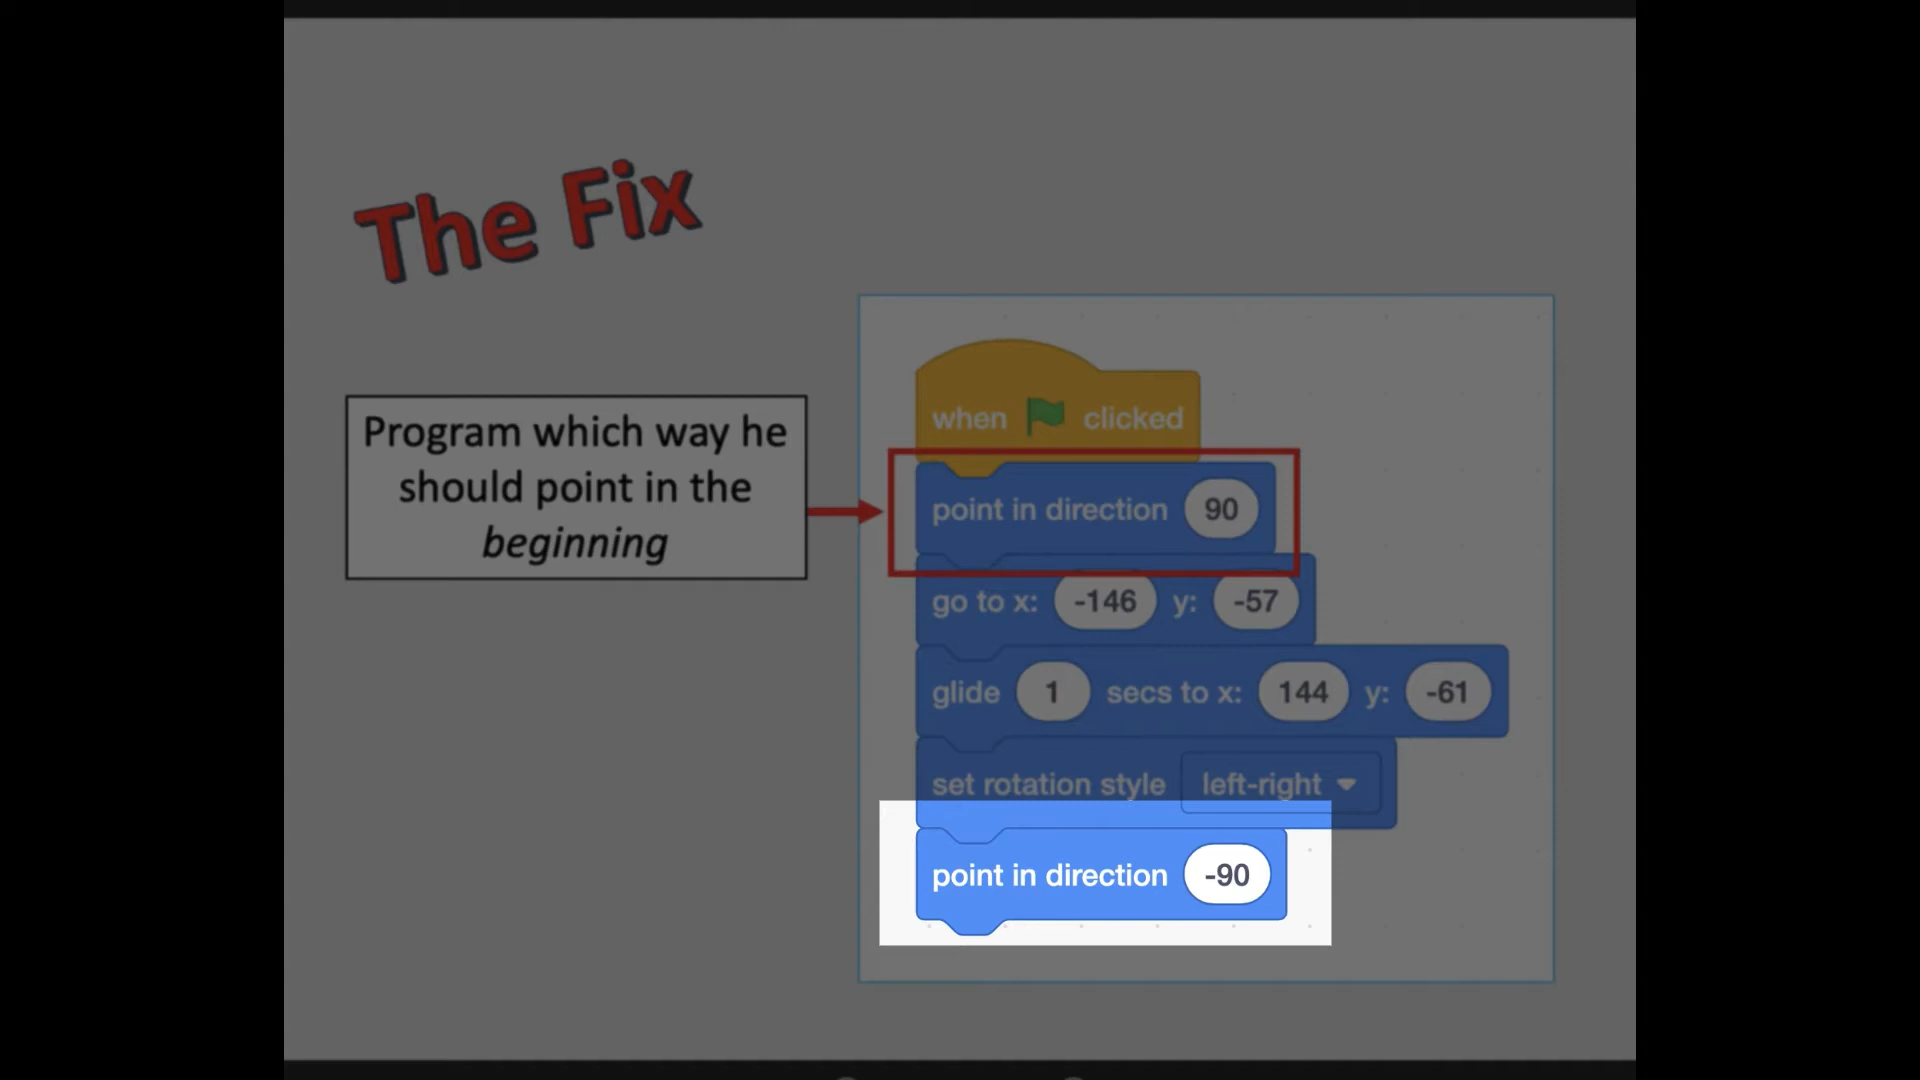 The Fix
Program which way he
should point in the
beginning
when clicked
point in direction 90
go to x: -146 y: -57
glide 1 secs to x: 144 y: -61
set rotation style left-right
point in direction -90